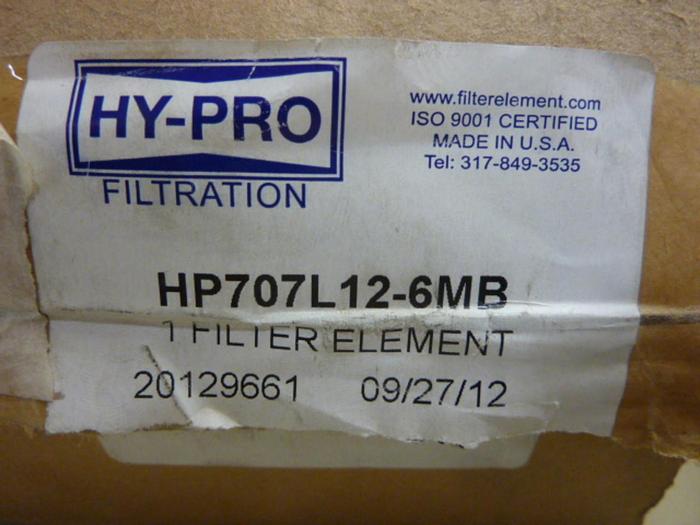 HY-PRO
FILTRATION
www.filterelement.com
ISO 9001 CERTIFIED
MADE IN U.S.A.
Tel: 317-849-3535
HP707L12-6MB
1 FILTER ELEMENT
20129661 09/27/12